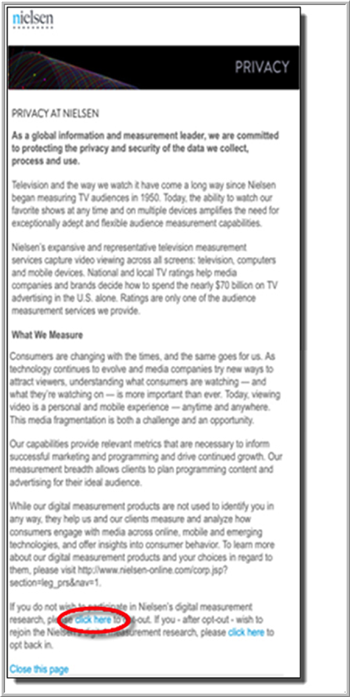 nielsen
PRIVACY
PRIVACY AT NIELSEN
As a global information and measurement leader, we are committed
to protecting the privacy and security of the data we collect,
process and use.
Television and the way we watch it have come a long way since Nielsen
began measuring TV audiences in 1950. Today, the ability to watch our
favorite shows at any time and on multiple devices amplifies the need for
exceptionally adept and flexible audience measurement capabilities.
Nielsen's expansive and representative television measurement
services capture video viewing across all screens: television, computers
and mobile devices. National and local TV ratings help media
companies and brands decide how to spend the nearly $70 billion on TV
advertising in the U.S. alone. Ratings are only one of the audience
measurement services we provide.
What We Measure
Consumers are changing with the times, and the same goes for us. As
technology continues to evolve and media companies try new ways to
attract viewers, understanding what consumers are watching — and
what they're watching on — is more important than ever. Today, viewing
video is a personal and mobile experience — anytime and anywhere.
This media fragmentation is both a challenge and an opportunity.
Our capabilities provide relevant metrics that are necessary to inform
successful marketing and programming and drive continued growth. Our
measurement breadth allows clients to plan programming content and
advertising for their ideal audience.
While our digital measurement products are not used to identify you in
any way, they help us and our clients measure and analyze how
consumers engage with media across online, mobile and emerging
technologies, and offer insights into consumer behavior. To learn more
about our digital measurement products and your choices in regard to
them, please visit http://www.nielsen-online.com/corp.jsp?
section=leg_prs&nav=1.
If you do not wish to participate in Nielsen's digital measurement
research, please click here to opt-out. If you - after opt-out - wish to
rejoin the Nielsen's digital measurement research, please click here to
opt back in.
Close this page